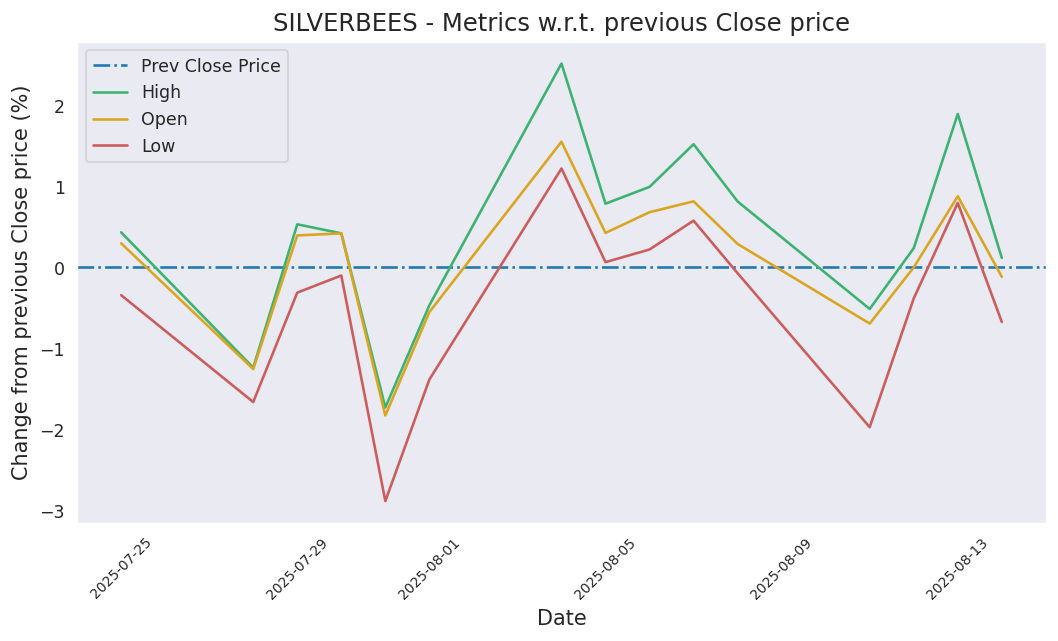 SILVERBEES - Metrics w.r.t. previous Close price
Prev Close Price
High
Open
Low
Change from previous Close price (%)
2
1
0
−1
−2
−3
2025-07-25
2025-07-29
2025-08-01
2025-08-05
2025-08-09
2025-08-13
Date